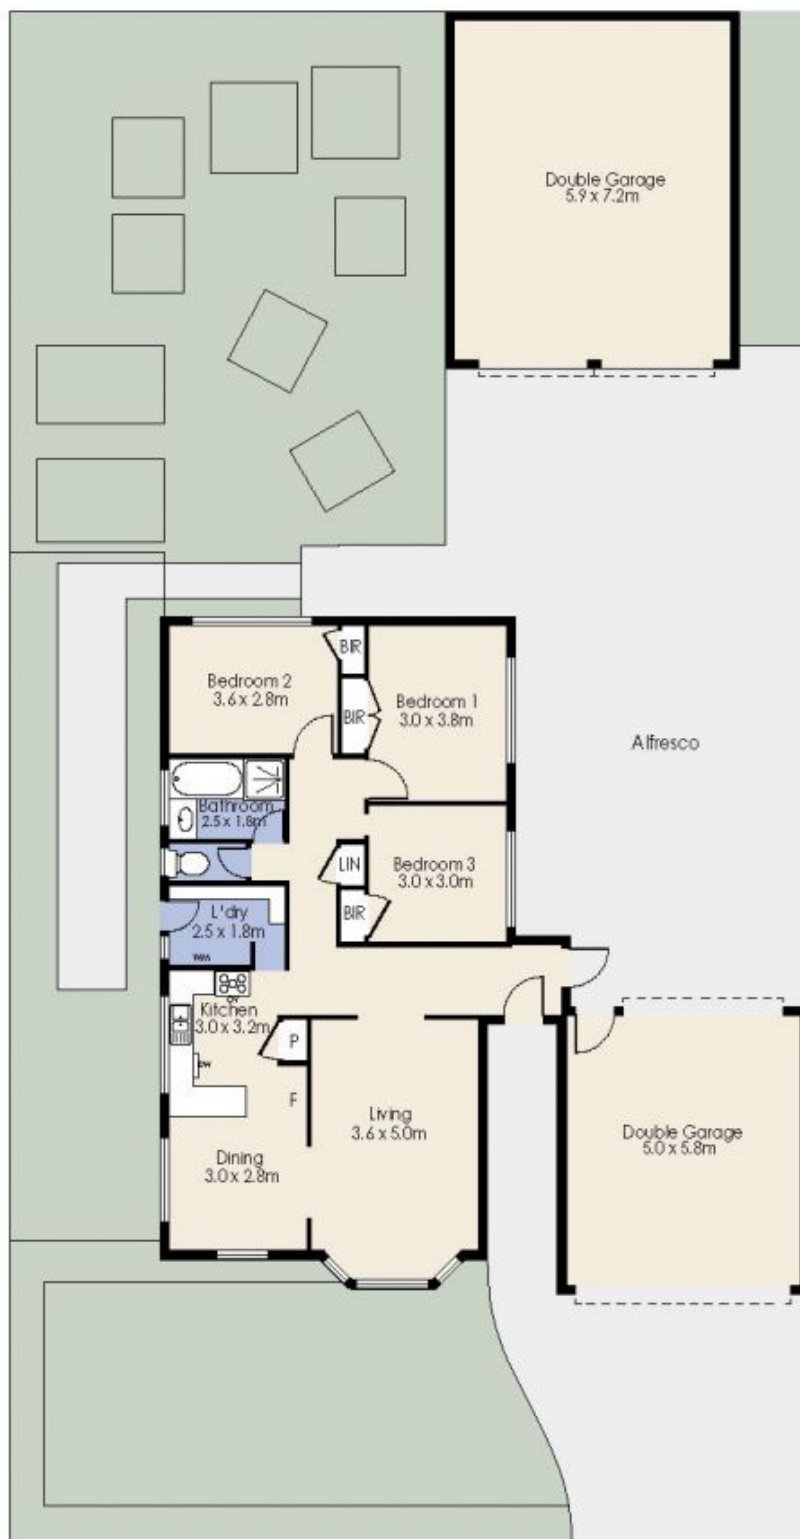 Double Garage
5.9 x 7.2m
Bedroom 2
3.6 x 2.8m
BIR
BIR
Bedroom 1
3.0 x 3.8m
Alfresco
Bathroom
2.5 x 1.8m
LIN
Bedroom 3
3.0 x 3.0m
BIR
L'dry
2.5 x 1.8m
WM
Kitchen
3.0 x 3.2m
OV
P
DW
F
Living
3.6 x 5.0m
Dining
3.0 x 2.8m
Double Garage
5.0 x 5.8m